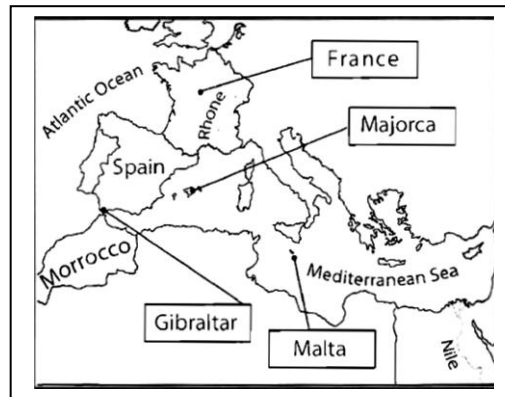 France
Atlantic Ocean
Rhone
Majorca
Spain
Morrocco
Mediterranean Sea
Gibraltar
Malta
Nile